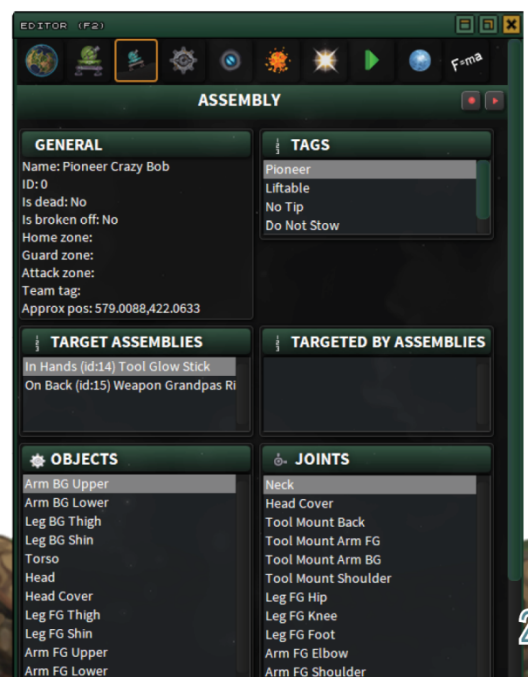 EDITOR (F2)
F=ma
ASSEMBLY
GENERAL
Name: Pioneer Crazy Bob
ID: 0
Is dead: No
Is broken off: No
Home zone:
Guard zone:
Attack zone:
Team tag:
Approx pos: 579.0088,422.0633
TAGS
Pioneer
Liftable
No Tip
Do Not Stow
TARGET ASSEMBLIES
In Hands (id:14) Tool Glow Stick
On Back (id:15) Weapon Grandpas Ri
TARGETED BY ASSEMBLIES
OBJECTS
Arm BG Upper
Arm BG Lower
Leg BG Thigh
Leg BG Shin
Torso
Head
Head Cover
Leg FG Thigh
Leg FG Shin
Arm FG Upper
Arm FG Lower
JOINTS
Neck
Head Cover
Tool Mount Back
Tool Mount Arm FG
Tool Mount Arm BG
Tool Mount Shoulder
Leg FG Hip
Leg FG Knee
Leg FG Foot
Arm FG Elbow
Arm FG Shoulder